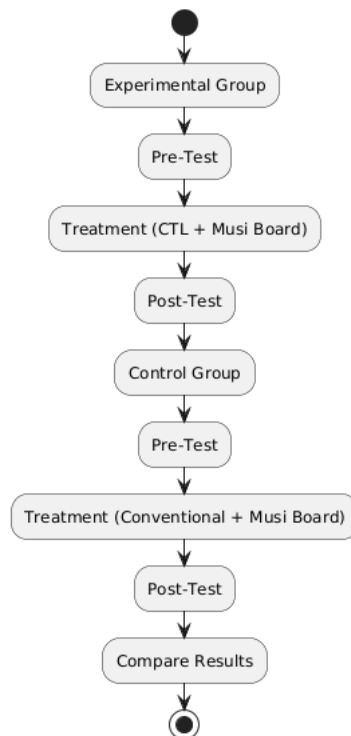 Experimental Group
Pre-Test
Treatment (CTL + Musi Board)
Post-Test
Control Group
Pre-Test
Treatment (Conventional + Musi Board)
Post-Test
Compare Results